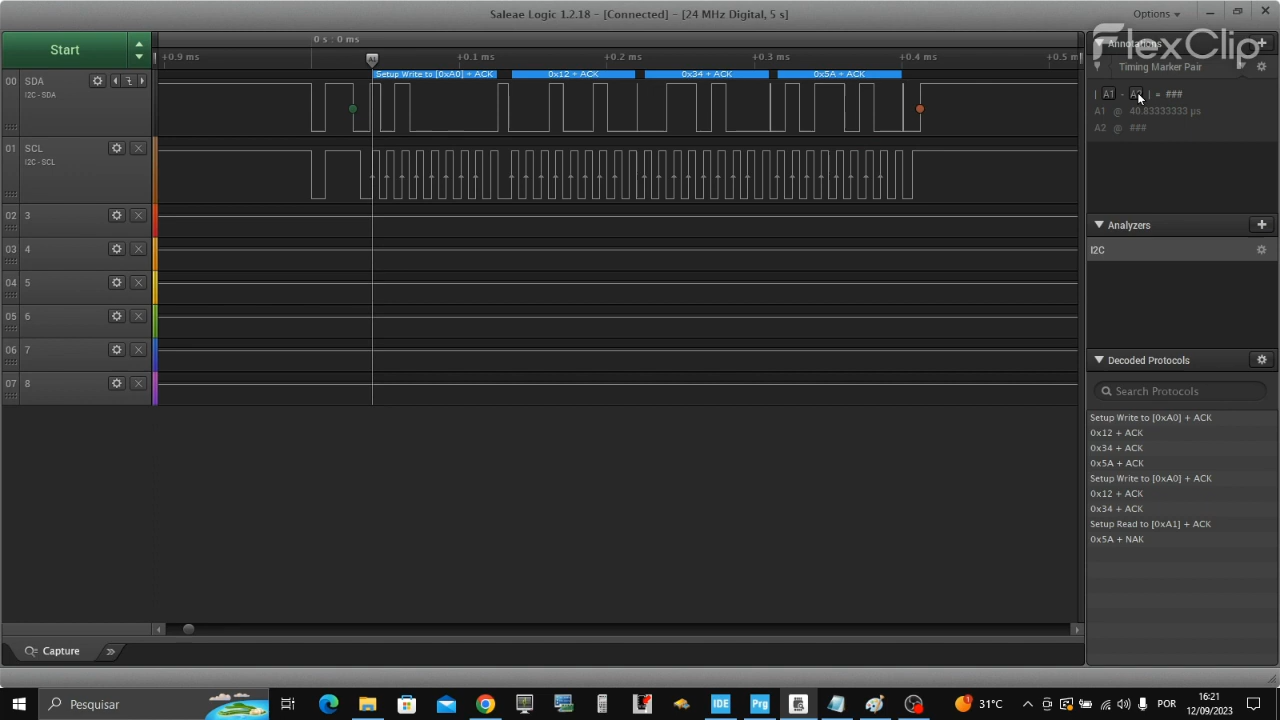 Saleae Logic 1.2.18 - [Connected] - [24 MHz Digital, 5 s]
Options
Start
0 s : 0 ms
+0.9 ms
+0.1 ms
+0.2 ms
+0.3 ms
+0.4 ms
+0.5 m
A1
Setup Write to [0xA0] + ACK
0x12 + ACK
0x34 + ACK
0x5A + ACK
00 SDA
I2C - SDA
01 SCL
I2C - SCL
02 3
03 4
04 5
05 6
06 7
07 8
FlexClip
Annotations
Timing Marker Pair
| A1 - A2 | = ###
A1 @ 40.83333333 µs
A2 @ ###
Analyzers
I2C
Decoded Protocols
Search Protocols
Setup Write to [0xA0] + ACK
0x12 + ACK
0x34 + ACK
0x5A + ACK
Setup Write to [0xA0] + ACK
0x12 + ACK
0x34 + ACK
Setup Read to [0xA1] + ACK
0x5A + NAK
Capture
Pesquisar
IDE
Prg
1
31°C
POR
16:21
12/09/2023